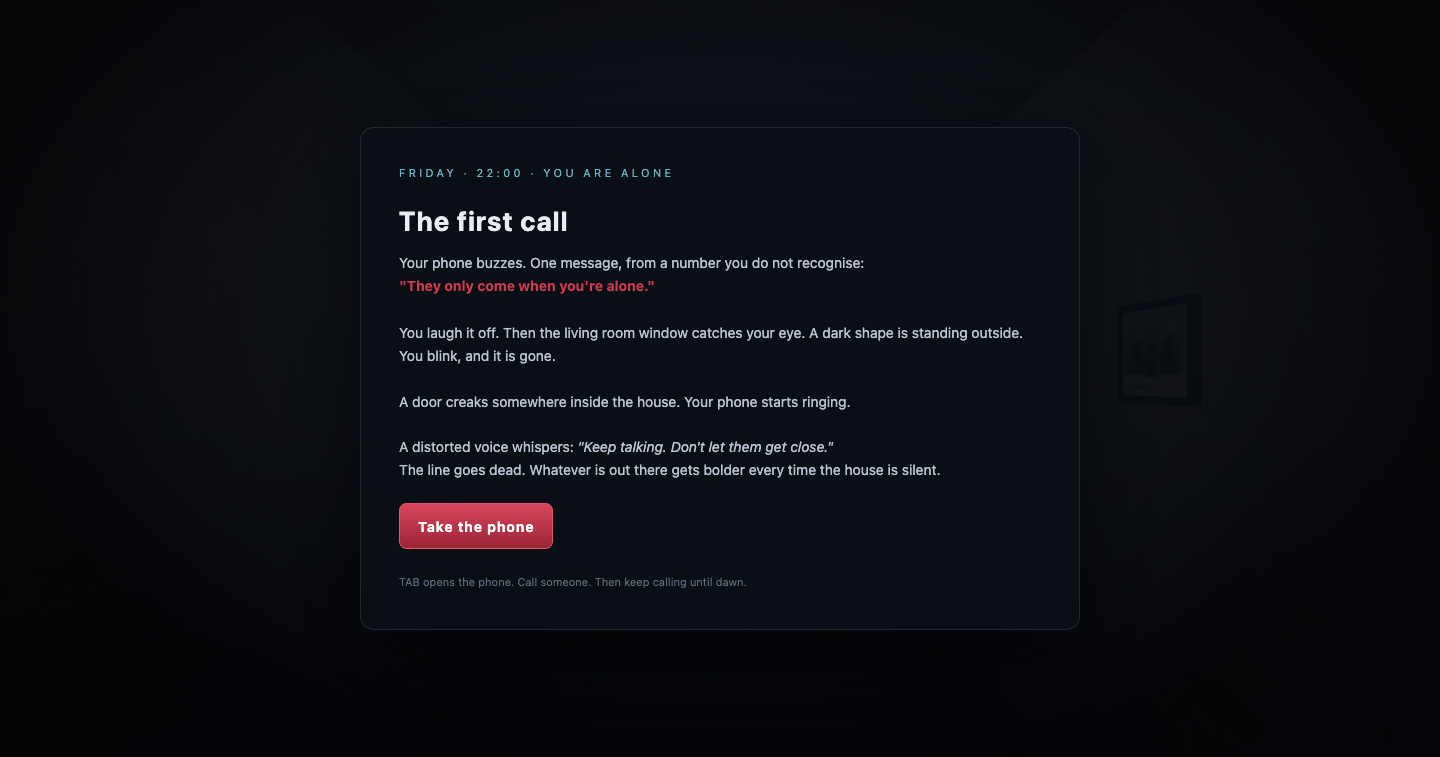 FRIDAY · 22:00 · YOU ARE ALONE
The first call
Your phone buzzes. One message, from a number you do not recognise:
"They only come when you're alone."
You laugh it off. Then the living room window catches your eye. A dark shape is standing outside.
You blink, and it is gone.
A door creaks somewhere inside the house. Your phone starts ringing.
A distorted voice whispers: "Keep talking. Don't let them get close."
The line goes dead. Whatever is out there gets bolder every time the house is silent.
Take the phone
TAB opens the phone. Call someone. Then keep calling until dawn.